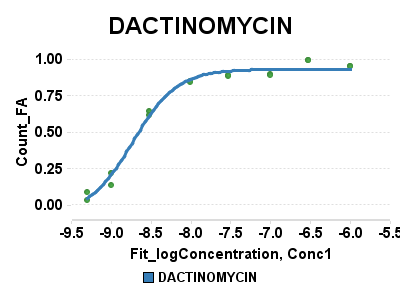 DACTINOMYCIN
Count_FA
1.00
0.75
0.50
0.25
0.00
-9.5 -9.0 -8.5 -8.0 -7.5 -7.0 -6.5 -6.0 -5.5
Fit_logConcentration, Conc1
DACTINOMYCIN